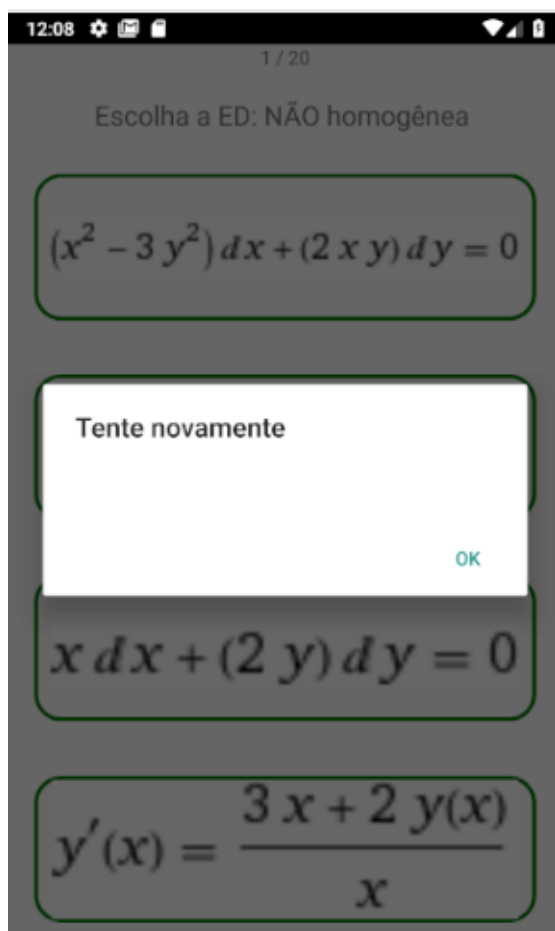 12:08
1 / 20
Escolha a ED: NÃO homogênea
(x² − 3 y²) dx + (2 x y) dy = 0
Tente novamente
OK
x dx + (2 y) dy = 0
y′(x) = (3 x + 2 y(x)) / x